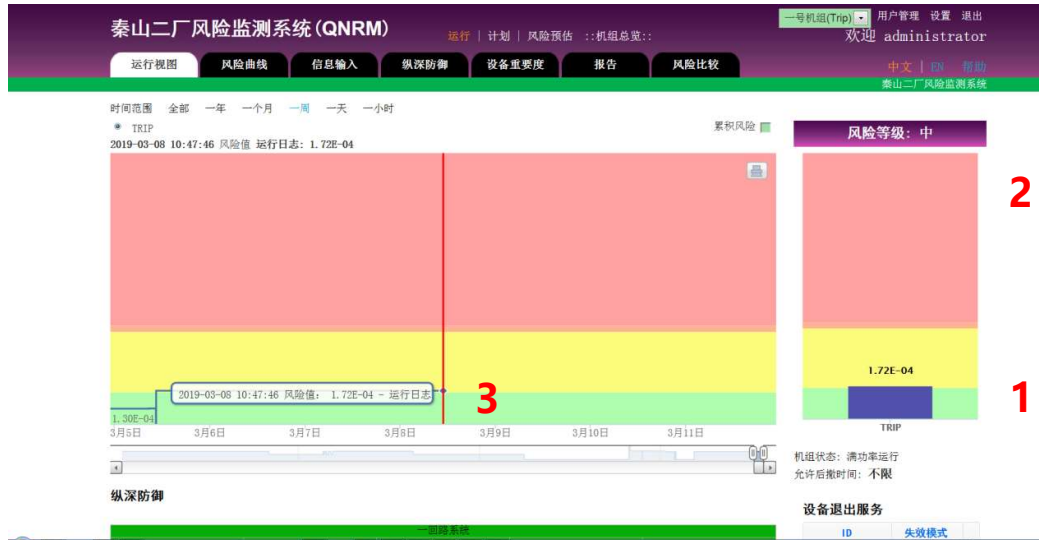 秦山二厂风险监测系统(QNRM)
运行 | 计划 | 风险预估 ::机组总览::
一号机组(Trip) 用户管理 设置 退出
欢迎 administrator
运行视图 风险曲线 信息输入 纵深防御 设备重要度 报告 风险比较
中文 | EN 帮助
秦山二厂风险监测系统
时间范围 全部 一年 一个月 一周 一天 一小时
TRIP
累积风险
2019-03-08 10:47:46 风险值 运行日志: 1.72E-04
风险等级: 中
2
1.72E-04
2019-03-08 10:47:46 风险值: 1.72E-04 - 运行日志
3
1
1.30E-04
TRIP
3月5日 3月6日 3月7日 3月8日 3月9日 3月10日 3月11日
机组状态: 满功率运行
允许后撤时间: 不限
纵深防御
设备退出服务
一回路系统
ID 失效模式